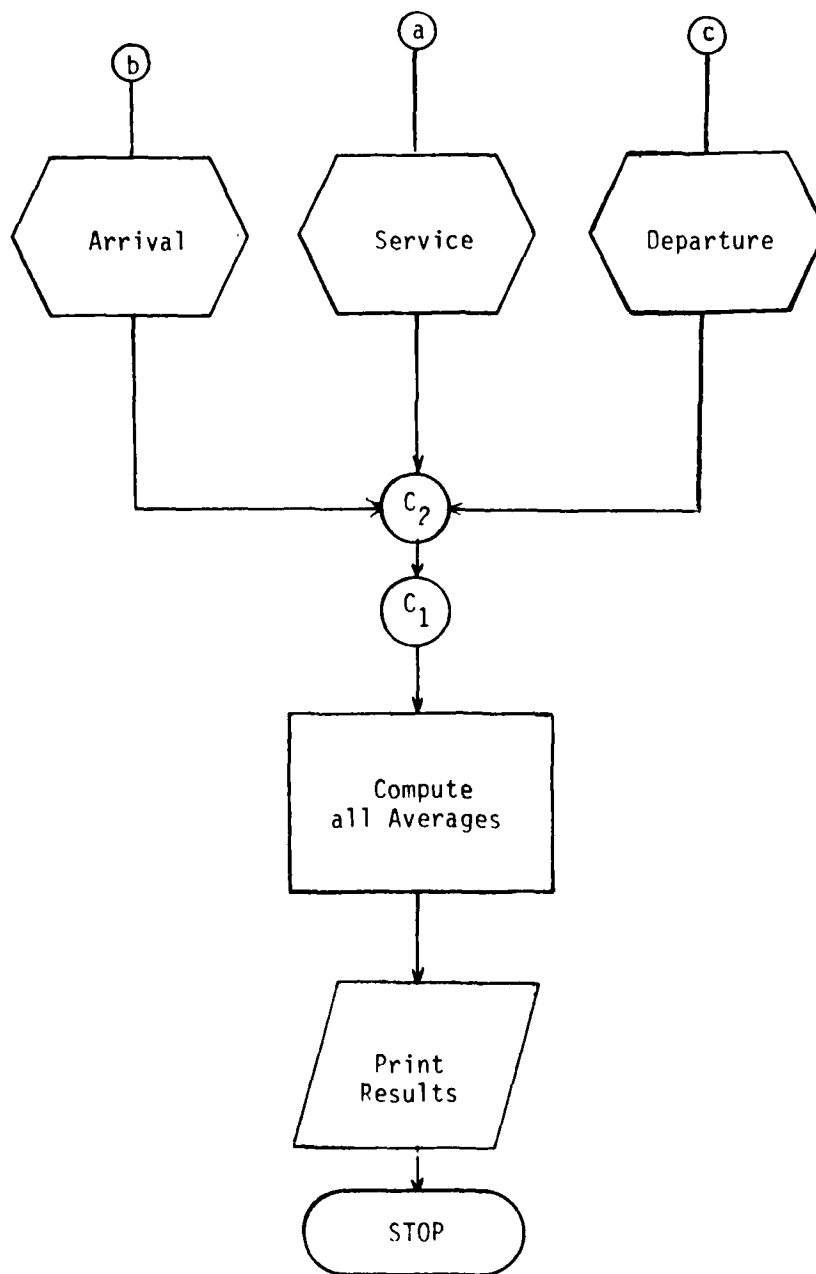 b
a
c
Arrival
Service
Departure
C2
C1
Compute
all Averages
Print
Results
STOP